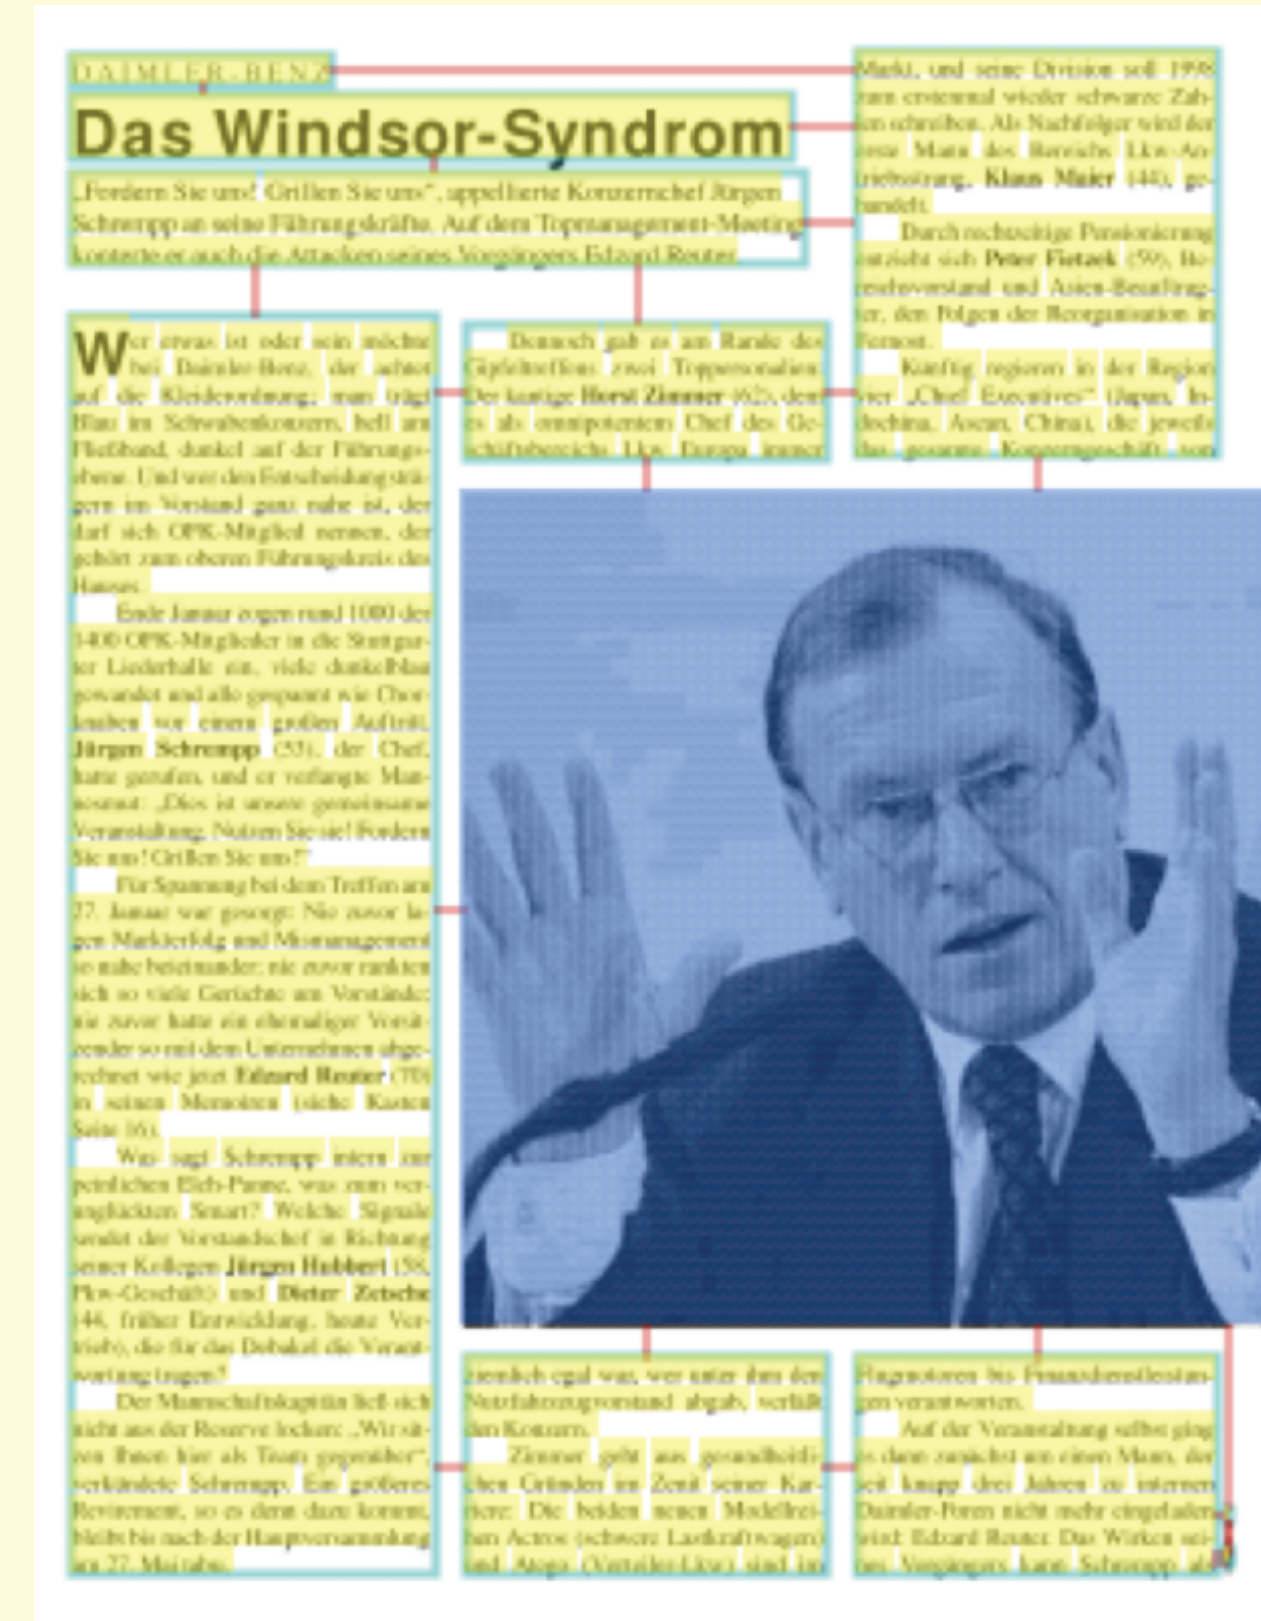 DAIMLER-BENZ
Das Windsor-Syndrom
„Fordern Sie uns! Grillen Sie uns“, appellierte Konzernchef Jürgen
Schrempp an seine Führungskräfte. Auf dem Topmanagement-Meeting
konterte er auch die Attacken seines Vorgängers Edzard Reuter.
Wer etwas ist oder sein möchte
bei Daimler-Benz, der achtet
auf die Kleiderordnung; man trägt
Blau im Schwabenkonzern, hell am
Fließband, dunkel auf der Führungs-
ebene. Und wer den Entscheidungsträ-
gern im Vorstand ganz nahe ist, der
darf sich OFK-Mitglied nennen, der
gehört zum oberen Führungskreis des
Hauses.
Ende Januar zogen rund 1000 der
1400 OFK-Mitglieder in die Stuttgar-
ter Liederhalle ein, viele dunkelblau
gewandet und alle gespannt wie Chor-
knaben vor einem großen Auftritt.
Jürgen Schrempp (53), der Chef,
hatte gerufen, und er verlangte Man-
nesmut: „Dies ist unsere gemeinsame
Veranstaltung. Nutzen Sie sie! Fordern
Sie uns! Grillen Sie uns!“
Für Spannung bei dem Treffen am
27. Januar war gesorgt: Nie zuvor la-
gen Markterfolg und Mismanagement
so nahe beieinander; nie zuvor rankten
sich so viele Gerüchte um Vorstände;
nie zuvor hatte ein ehemaliger Vorsit-
zender so mit dem Unternehmen abge-
rechnet wie jetzt Edzard Reuter (70)
in seinen Memoiren (siehe Kasten
Seite 16).
Was sagt Schrempp intern zur
peinlichen Elch-Panne, was zum ver-
unglückten Smart? Welche Signale
sendet der Vorstandschef in Richtung
seiner Kollegen Jürgen Hubbert (58,
Pkw-Geschäft) und Dieter Zetsche
(44, früher Entwicklung, heute Ver-
trieb), die für das Debakel die Verant-
wortung tragen?
Der Mannschaftskapitän ließ sich
nicht aus der Reserve locken: „Wir sit-
zen Ihnen hier als Team gegenüber“,
verkündete Schrempp. Ein größeres
Revirement, so es denn dazu kommt,
bleibt bis nach der Hauptversammlung
am 27. Mai tabu.
Dennoch gab es am Rande des
Gipfeltreffens zwei Toppersonalien.
Der kantige Horst Zimmer (62), dem
es als omnipotentem Chef des Ge-
schäftsbereichs Lkw Europa immer
ziemlich egal war, wer unter ihm den
Nutzfahrzeugvorstand abgab, verläßt
den Konzern.
Zimmer geht aus gesundheitli-
chen Gründen im Zenit seiner Kar-
riere: Die beiden neuen Modellrei-
hen Actros (schwere Lastkraftwagen)
und Atego (Verteiler-Lkw) sind im
Markt, und seine Division soll 1998
zum erstenmal wieder schwarze Zah-
len schreiben. Als Nachfolger wird der
erste Mann des Bereichs Lkw-An-
triebsstrang, Klaus Maier (44), ge-
handelt.
Durch rechtzeitige Pensionierung
entzieht sich Peter Fietzek (59), Be-
reichsvorstand und Asien-Beauftrag-
ter, den Folgen der Reorganisation in
Fernost.
Künftig regieren in der Region
vier „Chief Executives“ (Japan, In-
dochina, Asean, China), die jeweils
das gesamte Konzerngeschäft von
Flugmotoren bis Finanzdienstleistun-
gen verantworten.
Auf der Veranstaltung selbst ging
es dann zunächst um einen Mann, der
seit knapp drei Jahren zu internen
Daimler-Foren nicht mehr eingeladen
wird: Edzard Reuter. Das Wirken sei-
nes Vorgängers kann Schrempp als